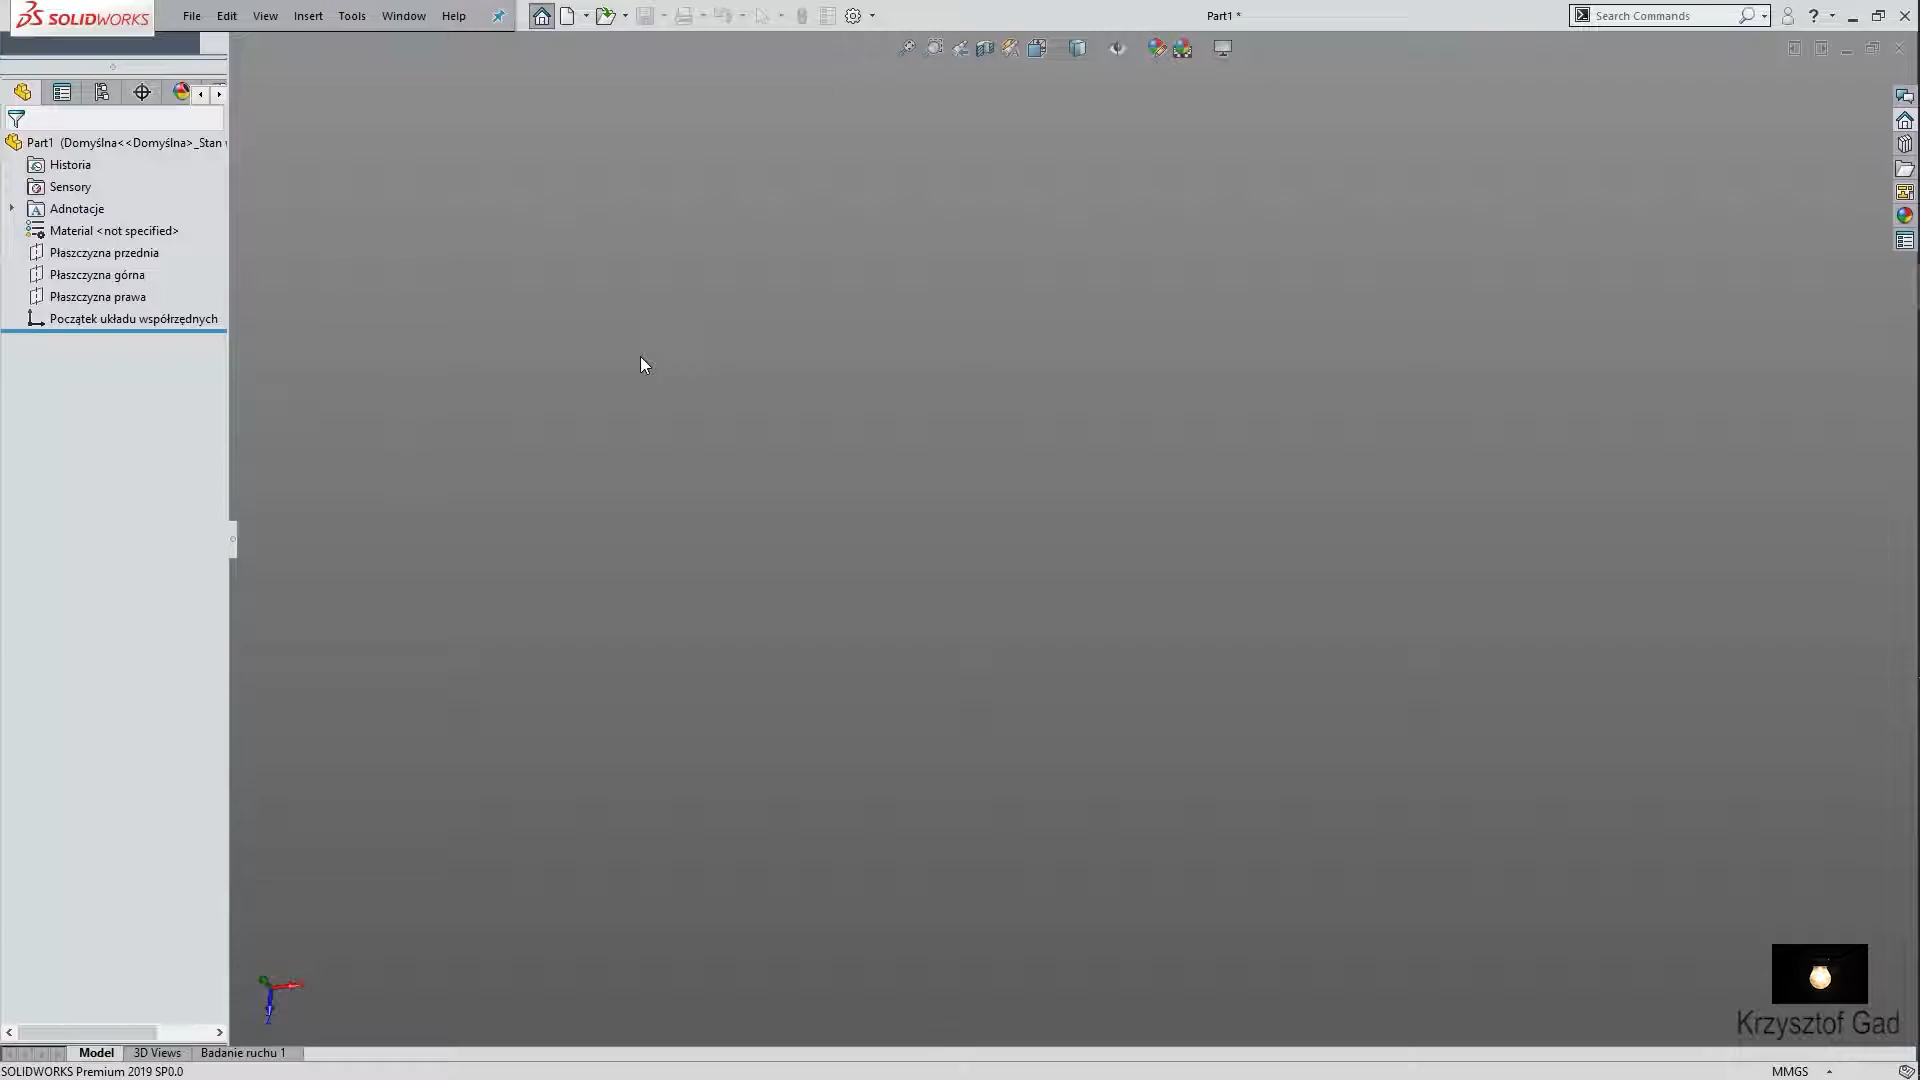 SOLIDWORKS
File Edit View Insert Tools Window Help
Part1 *
Search Commands
?
Part1 (Domyślna<<Domyślna>_Stan
Historia
Sensory
Adnotacje
Material <not specified>
Płaszczyzna przednia
Płaszczyzna górna
Płaszczyzna prawa
Początek układu współrzędnych
Krzysztof Gad
Model 3D Views Badanie ruchu 1
SOLIDWORKS Premium 2019 SP0.0
MMGS